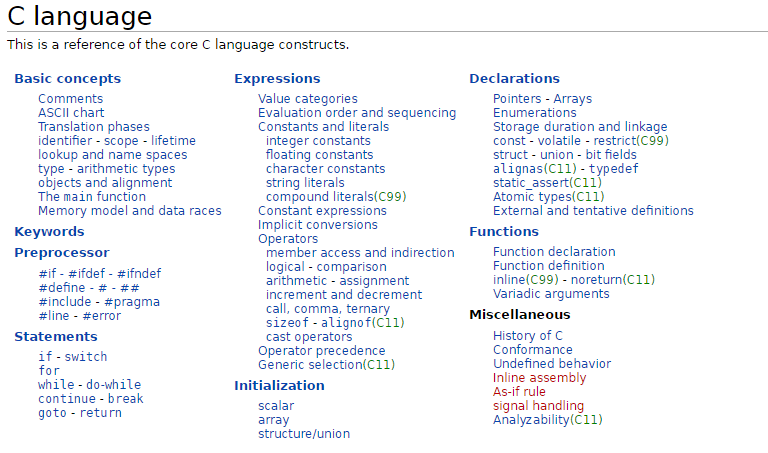 C language
This is a reference of the core C language constructs.
Basic concepts
Comments
ASCII chart
Translation phases
identifier - scope - lifetime
lookup and name spaces
type - arithmetic types
objects and alignment
The main function
Memory model and data races
Keywords
Preprocessor
#if - #ifdef - #ifndef
#define - # - ##
#include - #pragma
#line - #error
Statements
if - switch
for
while - do-while
continue - break
goto - return
Expressions
Value categories
Evaluation order and sequencing
Constants and literals
integer constants
floating constants
character constants
string literals
compound literals(C99)
Constant expressions
Implicit conversions
Operators
member access and indirection
logical - comparison
arithmetic - assignment
increment and decrement
call, comma, ternary
sizeof - alignof(C11)
cast operators
Operator precedence
Generic selection(C11)
Initialization
scalar
array
structure/union
Declarations
Pointers - Arrays
Enumerations
Storage duration and linkage
const - volatile - restrict(C99)
struct - union - bit fields
alignas(C11) - typedef
static_assert(C11)
Atomic types(C11)
External and tentative definitions
Functions
Function declaration
Function definition
inline(C99) - noreturn(C11)
Variadic arguments
Miscellaneous
History of C
Conformance
Undefined behavior
Inline assembly
As-if rule
signal handling
Analyzability(C11)